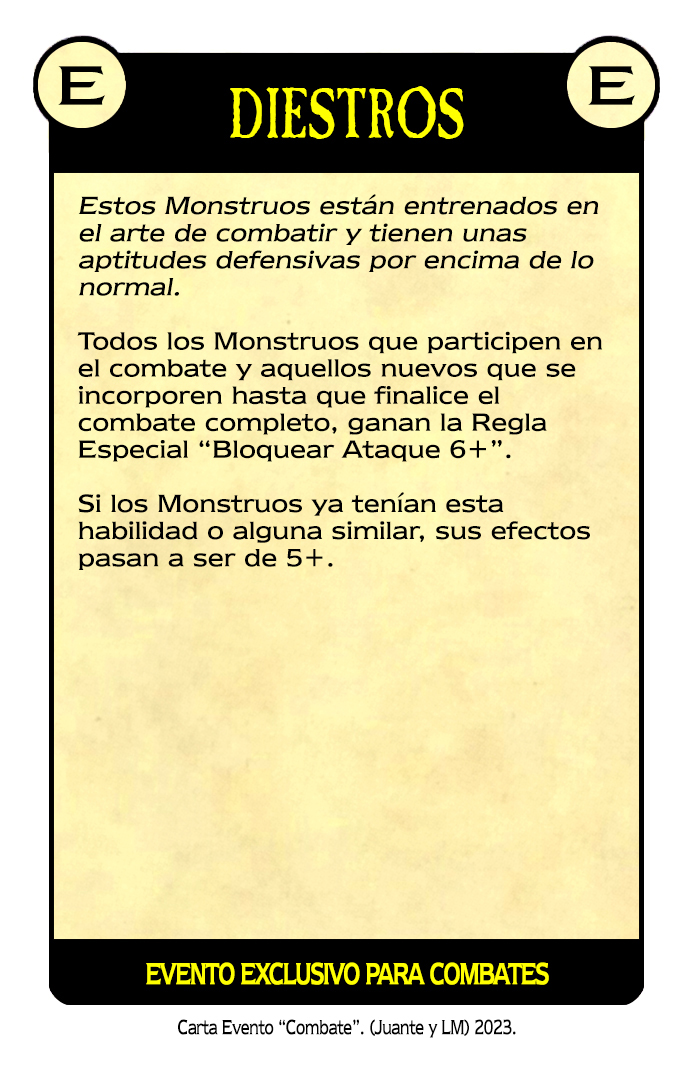 E
E
DIESTROS
Estos Monstruos están entrenados en
el arte de combatir y tienen unas
aptitudes defensivas por encima de lo
normal.
Todos los Monstruos que participen en
el combate y aquellos nuevos que se
incorporen hasta que finalice el
combate completo, ganan la Regla
Especial “Bloquear Ataque 6+”.
Si los Monstruos ya tenían esta
habilidad o alguna similar, sus efectos
pasan a ser de 5+.
EVENTO EXCLUSIVO PARA COMBATES
Carta Evento “Combate”. (Juante y LM) 2023.